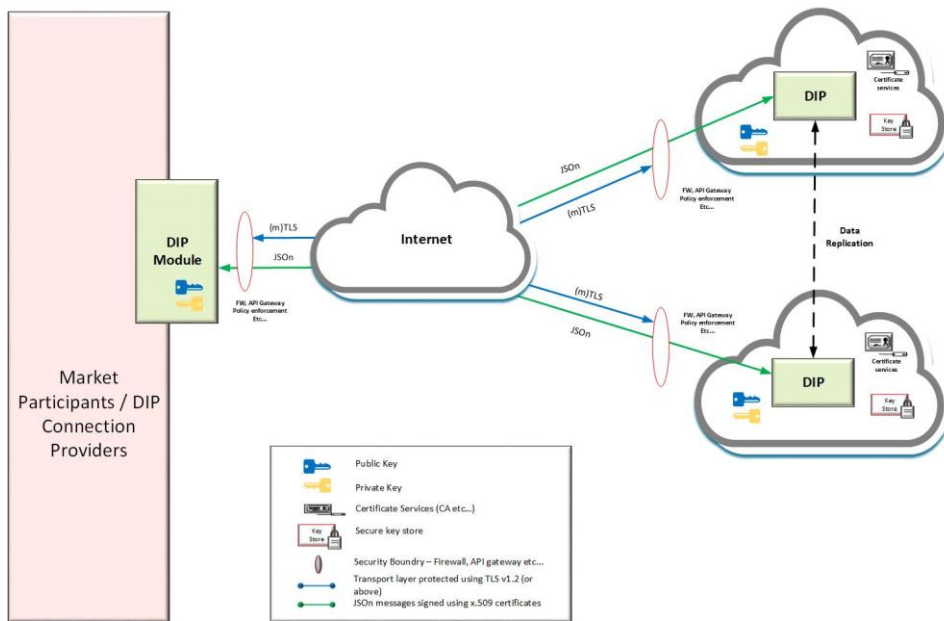 DIP
Certificate
services
Key
Store
JSOn
(m)TLS
FW, API Gateway
Policy enforcement
Etc...
Internet
(m)TLS
JSOn
DIP
Module
FW, API Gateway
Policy enforcement
Etc...
Data
Replication
(m)TLS
JSOn
FW, API Gateway
Policy enforcement
Etc...
DIP
Certificate
services
Key
Store
Market
Participants / DIP
Connection
Providers
Public Key
Private Key
Certificate Services (CA etc...)
Key
Store
Secure key store
Security Boundry – Firewall, API gateway etc...
Transport layer protected using TLS v1.2 (or
above)
JSOn messages signed using x.509 certificates